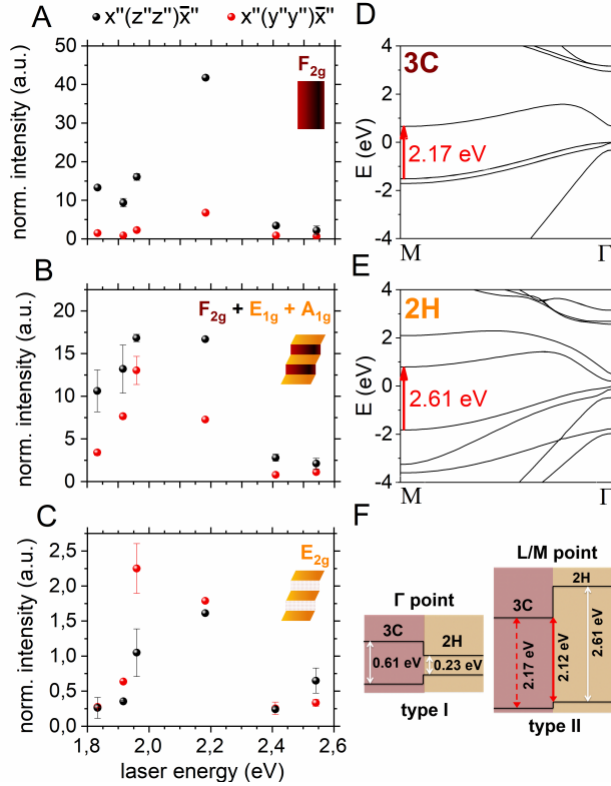 x''(z''z'')x̅'' x''(y''y'')x̅''
A
norm. intensity (a.u.)
50
40
30
20
10
0
F2g
B
norm. intensity (a.u.)
20
15
10
5
0
F2g + E1g + A1g
C
norm. intensity (a.u.)
2,5
2,0
1,5
1,0
0,5
0,0
E2g
1,8 2,0 2,2 2,4 2,6
laser energy (eV)
D
3C
E (eV)
4
2
0
-2
-4
2.17 eV
M Γ
E
2H
E (eV)
4
2
0
-2
-4
2.61 eV
M Γ
F
Γ point
3C 2H
0.61 eV 0.23 eV
type I
L/M point
3C 2H
2.17 eV 2.12 eV 2.61 eV
type II